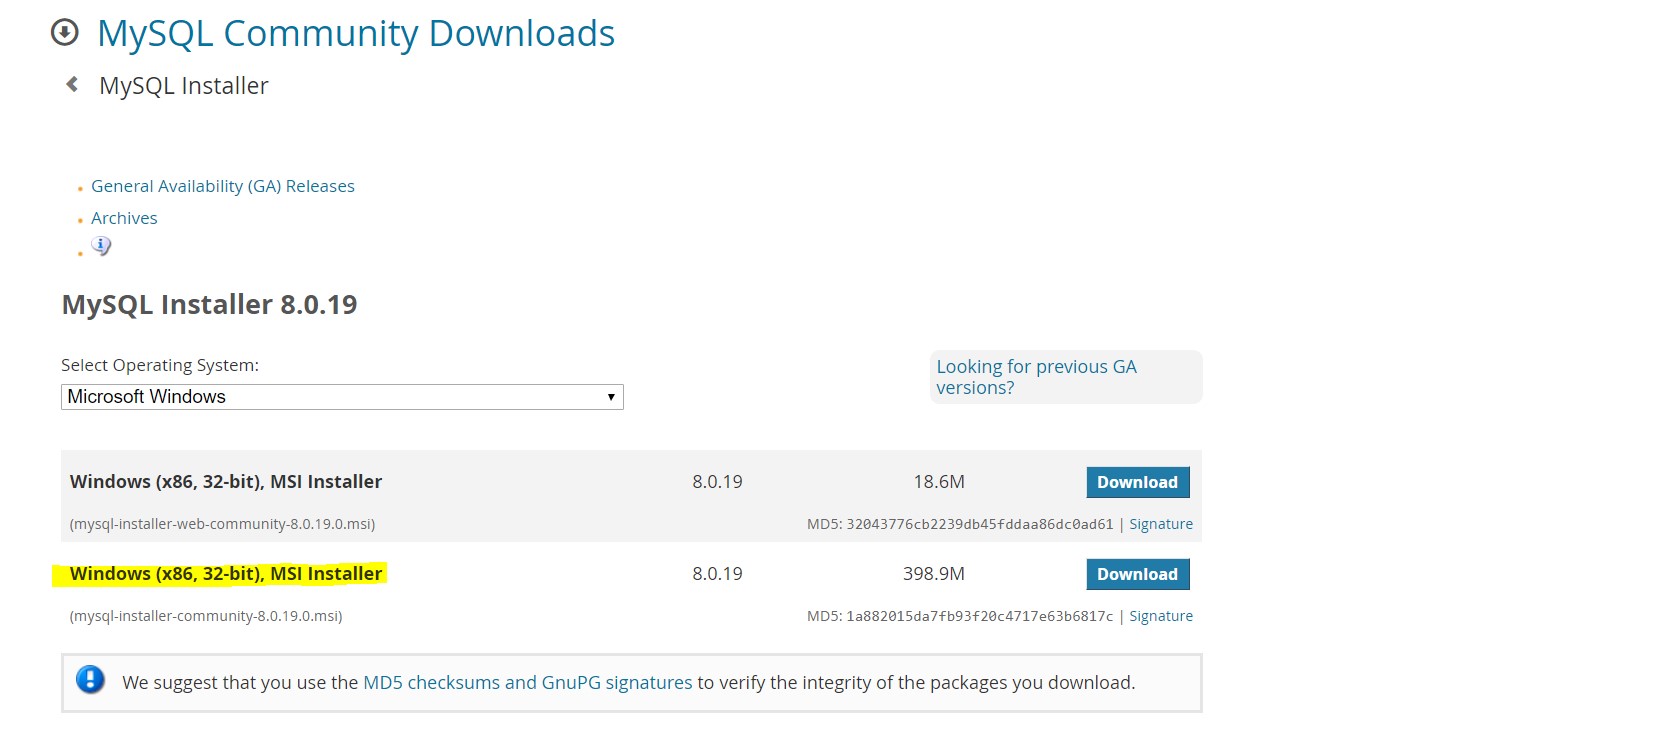 MySQL Community Downloads
MySQL Installer
General Availability (GA) Releases
Archives
MySQL Installer 8.0.19
Select Operating System:
Looking for previous GA
versions?
Microsoft Windows
Windows (x86, 32-bit), MSI Installer 8.0.19 18.6M Download
(mysql-installer-web-community-8.0.19.0.msi) MD5: 32043776cb2239db45fddaa86dc0ad61 | Signature
Windows (x86, 32-bit), MSI Installer 8.0.19 398.9M Download
(mysql-installer-community-8.0.19.0.msi) MD5: 1a882015da7fb93f20c4717e63b6817c | Signature
We suggest that you use the MD5 checksums and GnuPG signatures to verify the integrity of the packages you download.